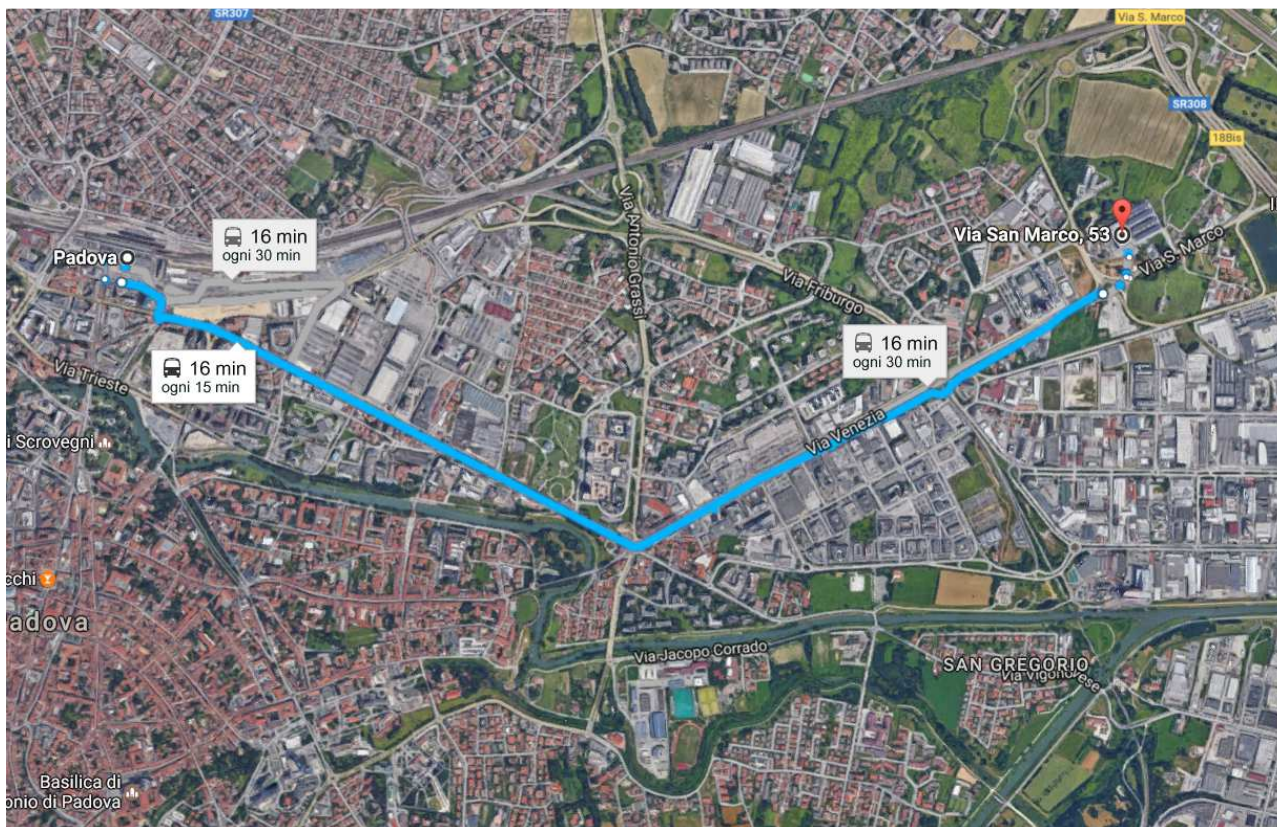 SR307
Via S. Marco
SR308
18Bis
Via Antonio Grassi
16 min
ogni 30 min
Padova
Via San Marco, 53
Via S. Marco
Via Friburgo
16 min
ogni 30 min
16 min
ogni 15 min
Via Trieste
i Scrovegni
Via Venezia
cchi
adova
Via Jacopo Corrado
SAN GREGORIO
Via Vigonovese
Basilica di
onio di Padova